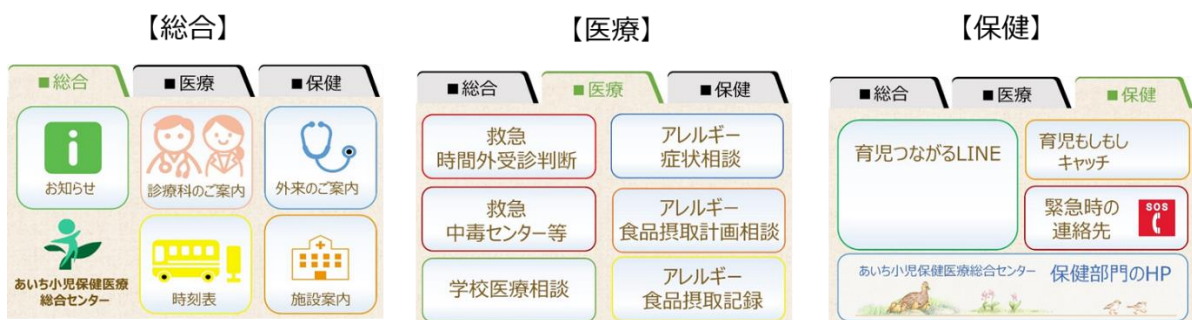 【総合】
■総合
■医療
■保健
お知らせ
診療科のご案内
外来のご案内
あいち小児保健医療
総合センター
時刻表
施設案内
【医療】
■総合
■医療
■保健
救急
時間外受診判断
アレルギー
症状相談
救急
中毒センター等
アレルギー
食品摂取計画相談
学校医療相談
アレルギー
食品摂取記録
【保健】
■総合
■医療
■保健
育児つながるLINE
育児もしもし
キャッチ
緊急時の
連絡先
SOS
あいち小児保健医療総合センター 保健部門のHP